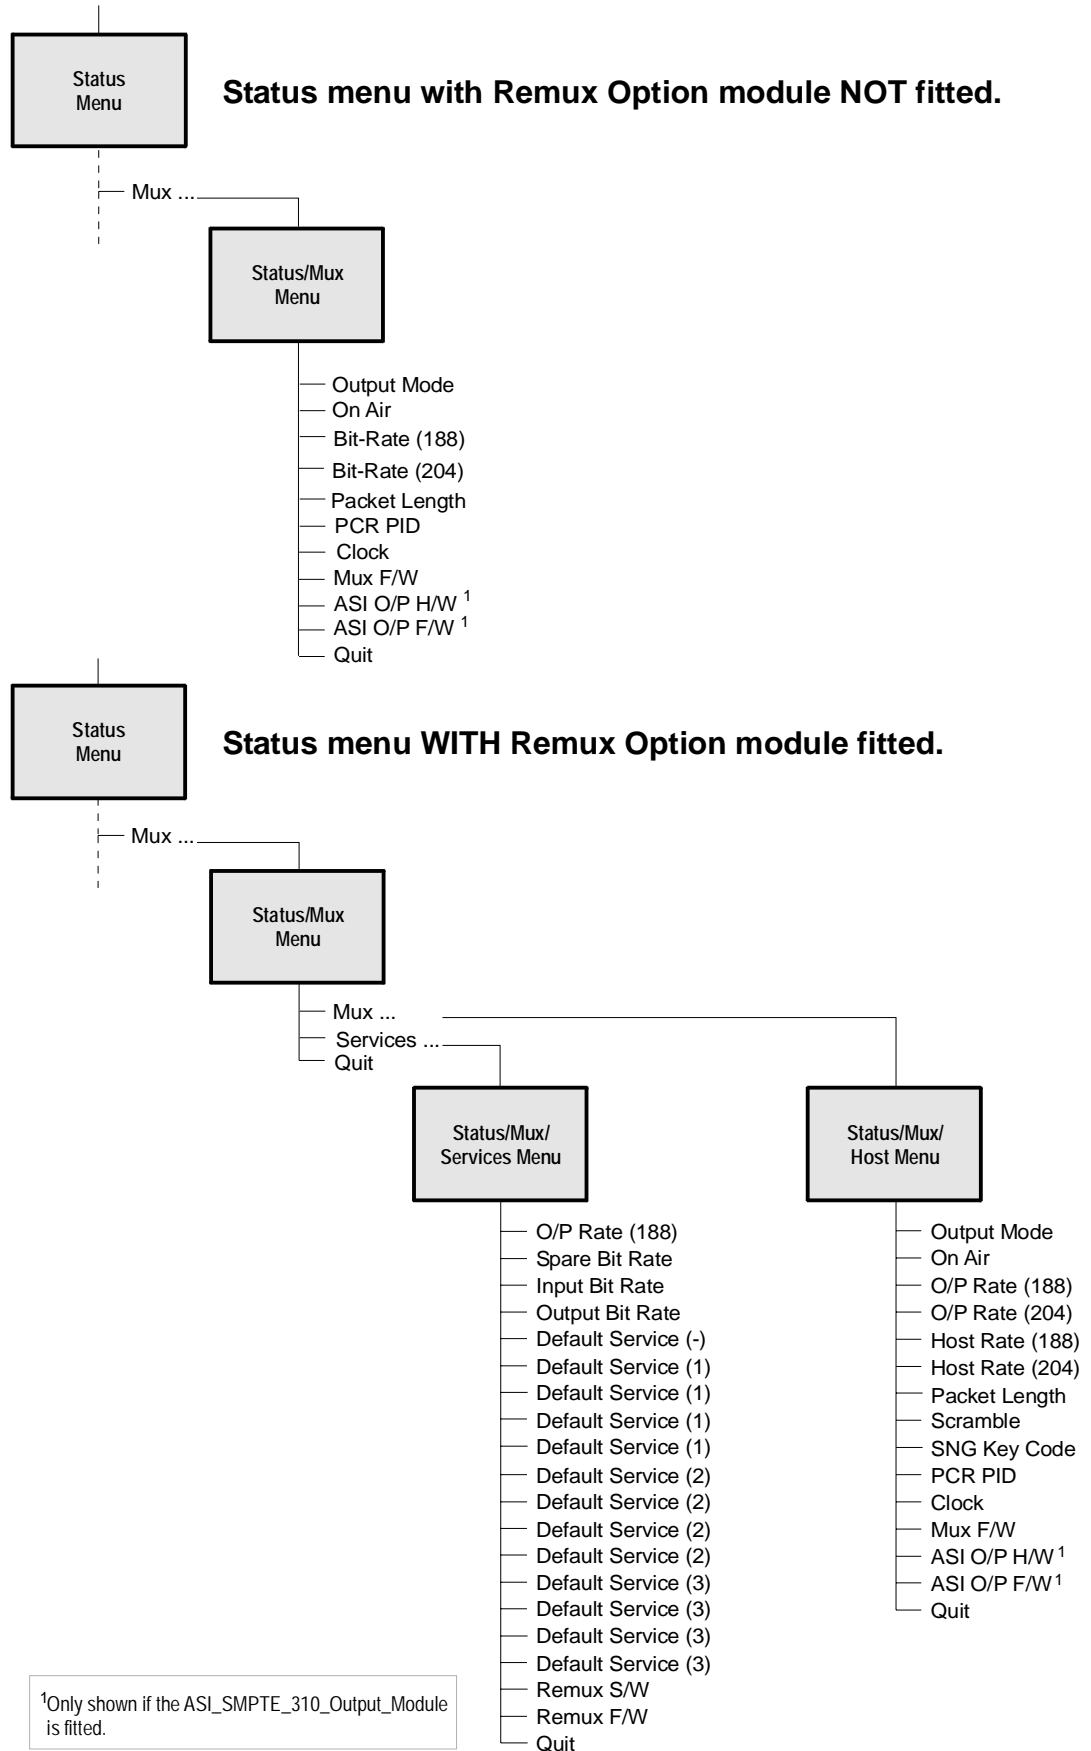 Status
Menu
Status menu with Remux Option module NOT fitted.
Mux ...
Status/Mux
Menu
Output Mode
On Air
Bit-Rate (188)
Bit-Rate (204)
Packet Length
PCR PID
Clock
Mux F/W
ASI O/P H/W 1
ASI O/P F/W 1
Quit
Status
Menu
Status menu WITH Remux Option module fitted.
Mux ...
Status/Mux
Menu
Mux ...
Services ...
Quit
Status/Mux/
Services Menu
O/P Rate (188)
Spare Bit Rate
Input Bit Rate
Output Bit Rate
Default Service (-)
Default Service (1)
Default Service (1)
Default Service (1)
Default Service (1)
Default Service (2)
Default Service (2)
Default Service (2)
Default Service (2)
Default Service (3)
Default Service (3)
Default Service (3)
Default Service (3)
Remux S/W
Remux F/W
Quit
Status/Mux/
Host Menu
Output Mode
On Air
O/P Rate (188)
O/P Rate (204)
Host Rate (188)
Host Rate (204)
Packet Length
Scramble
SNG Key Code
PCR PID
Clock
Mux F/W
ASI O/P H/W 1
ASI O/P F/W 1
Quit
1Only shown if the ASI_SMPTE_310_Output_Module
is fitted.